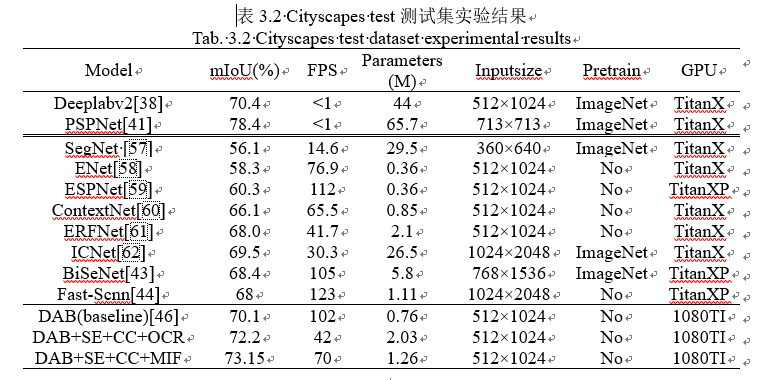 表 3.2·Cityscapes test 测试集实验结果
Tab.·3.2·Cityscapes·test·dataset·experimental·results
Model mIoU(%) FPS Parameters (M) Inputsize Pretrain GPU
Deeplabv2[38] 70.4 <1 44 512×1024 ImageNet TitanX
PSPNet[41] 78.4 <1 65.7 713×713 ImageNet TitanX
SegNet·[57] 56.1 14.6 29.5 360×640 ImageNet TitanX
ENet[58] 58.3 76.9 0.36 512×1024 No TitanX
ESPNet[59] 60.3 112 0.36 512×1024 No TitanXP
ContextNet[60] 66.1 65.5 0.85 512×1024 No TitanX
ERFNet[61] 68.0 41.7 2.1 512×1024 No TitanX
ICNet[62] 69.5 30.3 26.5 1024×2048 ImageNet TitanX
BiSeNet[43] 68.4 105 5.8 768×1536 ImageNet TitanXP
Fast-Scnn[44] 68 123 1.11 1024×2048 No TitanXP
DAB(baseline)[46] 70.1 102 0.76 512×1024 No 1080TI
DAB+SE+CC+OCR 72.2 42 2.03 512×1024 No 1080TI
DAB+SE+CC+MIF 73.15 70 1.26 512×1024 No 1080TI